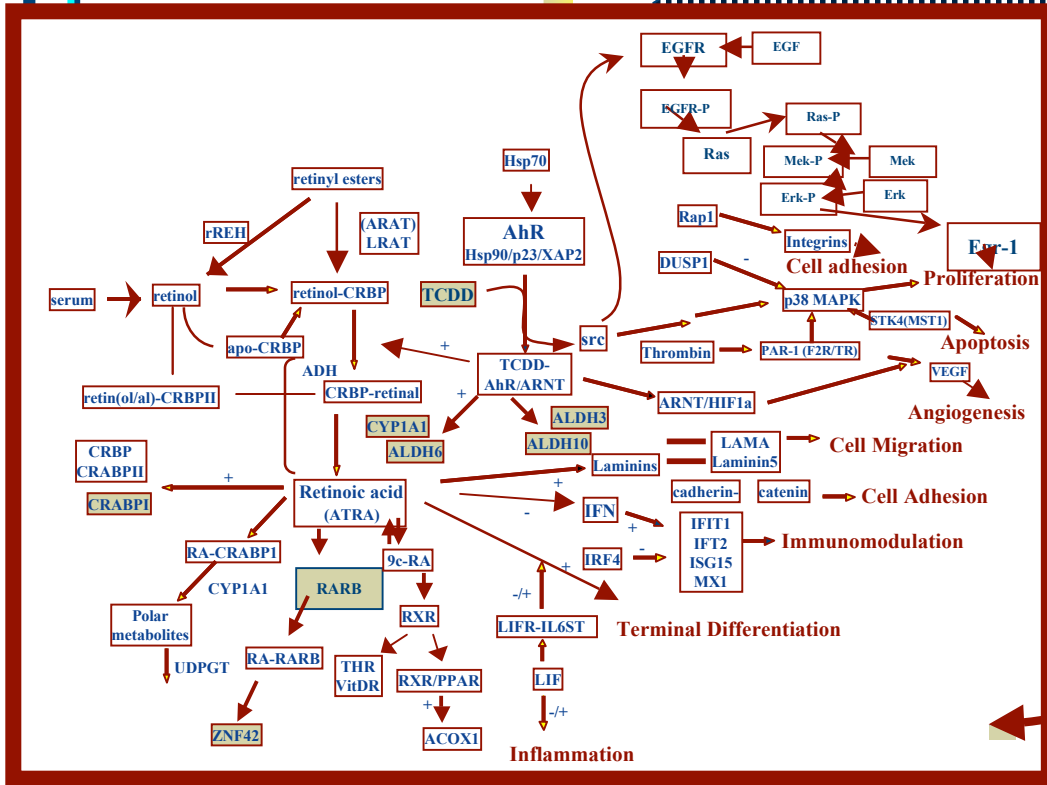 EGFR
EGF
EGFR-P
Ras-P
Ras
Mek-P
Mek
Erk-P
Erk
Egr-1
Proliferation
Hsp70
AhR
Hsp90/p23/XAP2
Rap1
Integrins
Cell adhesion
DUSP1
-
p38 MAPK
STK4(MST1)
Apoptosis
retinyl esters
rREH
(ARAT)
LRAT
serum
retinol
retinol-CRBP
TCDD
src
Thrombin
PAR-1 (F2R/TR)
VEGF
Angiogenesis
apo-CRBP
+
ADH
TCDD-
AhR/ARNT
+
+
ARNT/HIF1a
retin(ol/al)-CRBPII
CRBP-retinal
CYP1A1
ALDH6
ALDH3
ALDH10
LAMA
Laminin5
Cell Migration
Laminins
CRBP
CRABPII
CRABPI
+
Retinoic acid
(ATRA)
+
-
cadherin-
catenin
Cell Adhesion
IFN
+
IRF4
-
IFIT1
IFT2
ISG15
MX1
Immunomodulation
RA-CRABP1
CYP1A1
Polar
metabolites
UDPGT
RARB
RA-RARB
ZNF42
9c-RA
RXR
THR
VitDR
RXR/PPAR
+
ACOX1
+
-/+
LIFR-IL6ST
Terminal Differentiation
LIF
-/+
Inflammation